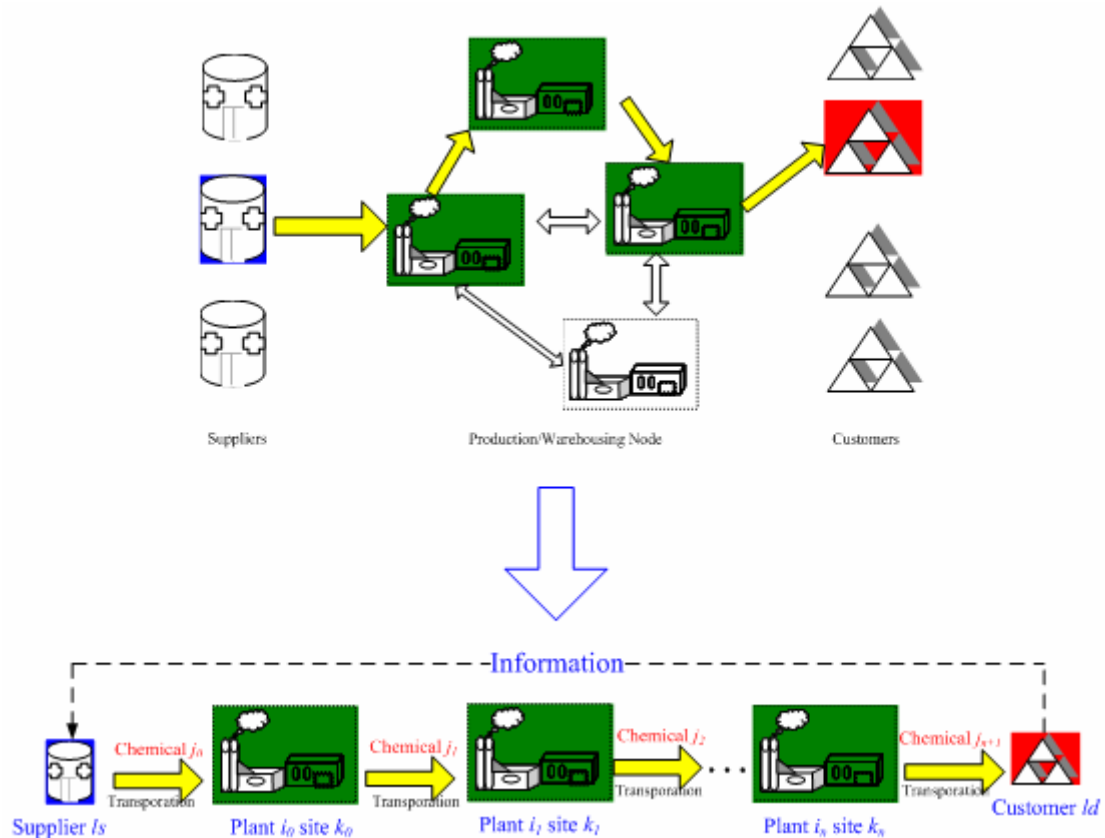 Suppliers
Production/Warehousing Node
Customers
Information
Chemical j0
Chemical j1
Chemical j2
Chemical jn+1
Transporation
Transporation
Transporation
Transporation
Supplier ls
Plant i0 site k0
Plant i1 site k1
Plant in site kn
Customer ld